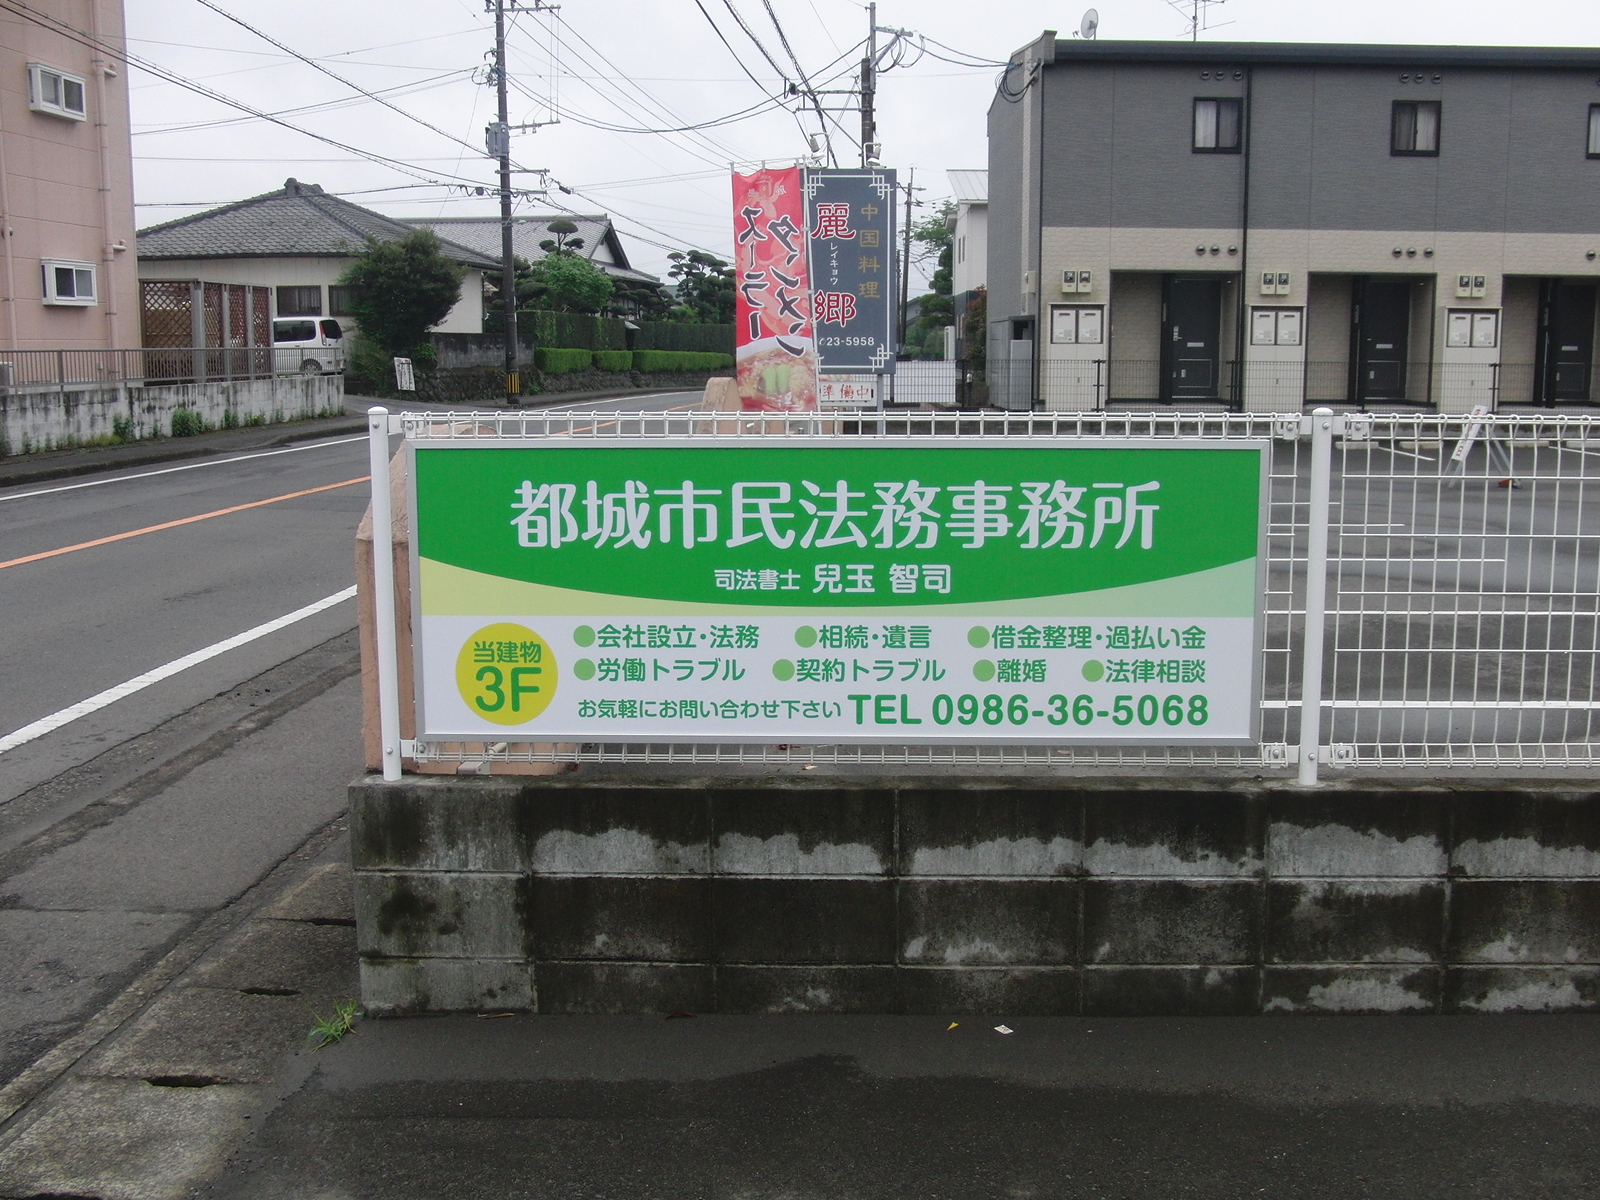 スーラー
タンメン
中国料理
麗郷
レイキョウ
23-5958
準備中
都城市民法務事務所
司法書士 兒玉 智司
当建物
3F
●会社設立・法務 ●相続・遺言 ●借金整理・過払い金
●労働トラブル ●契約トラブル ●離婚 ●法律相談
お気軽にお問い合わせ下さい TEL 0986-36-5068